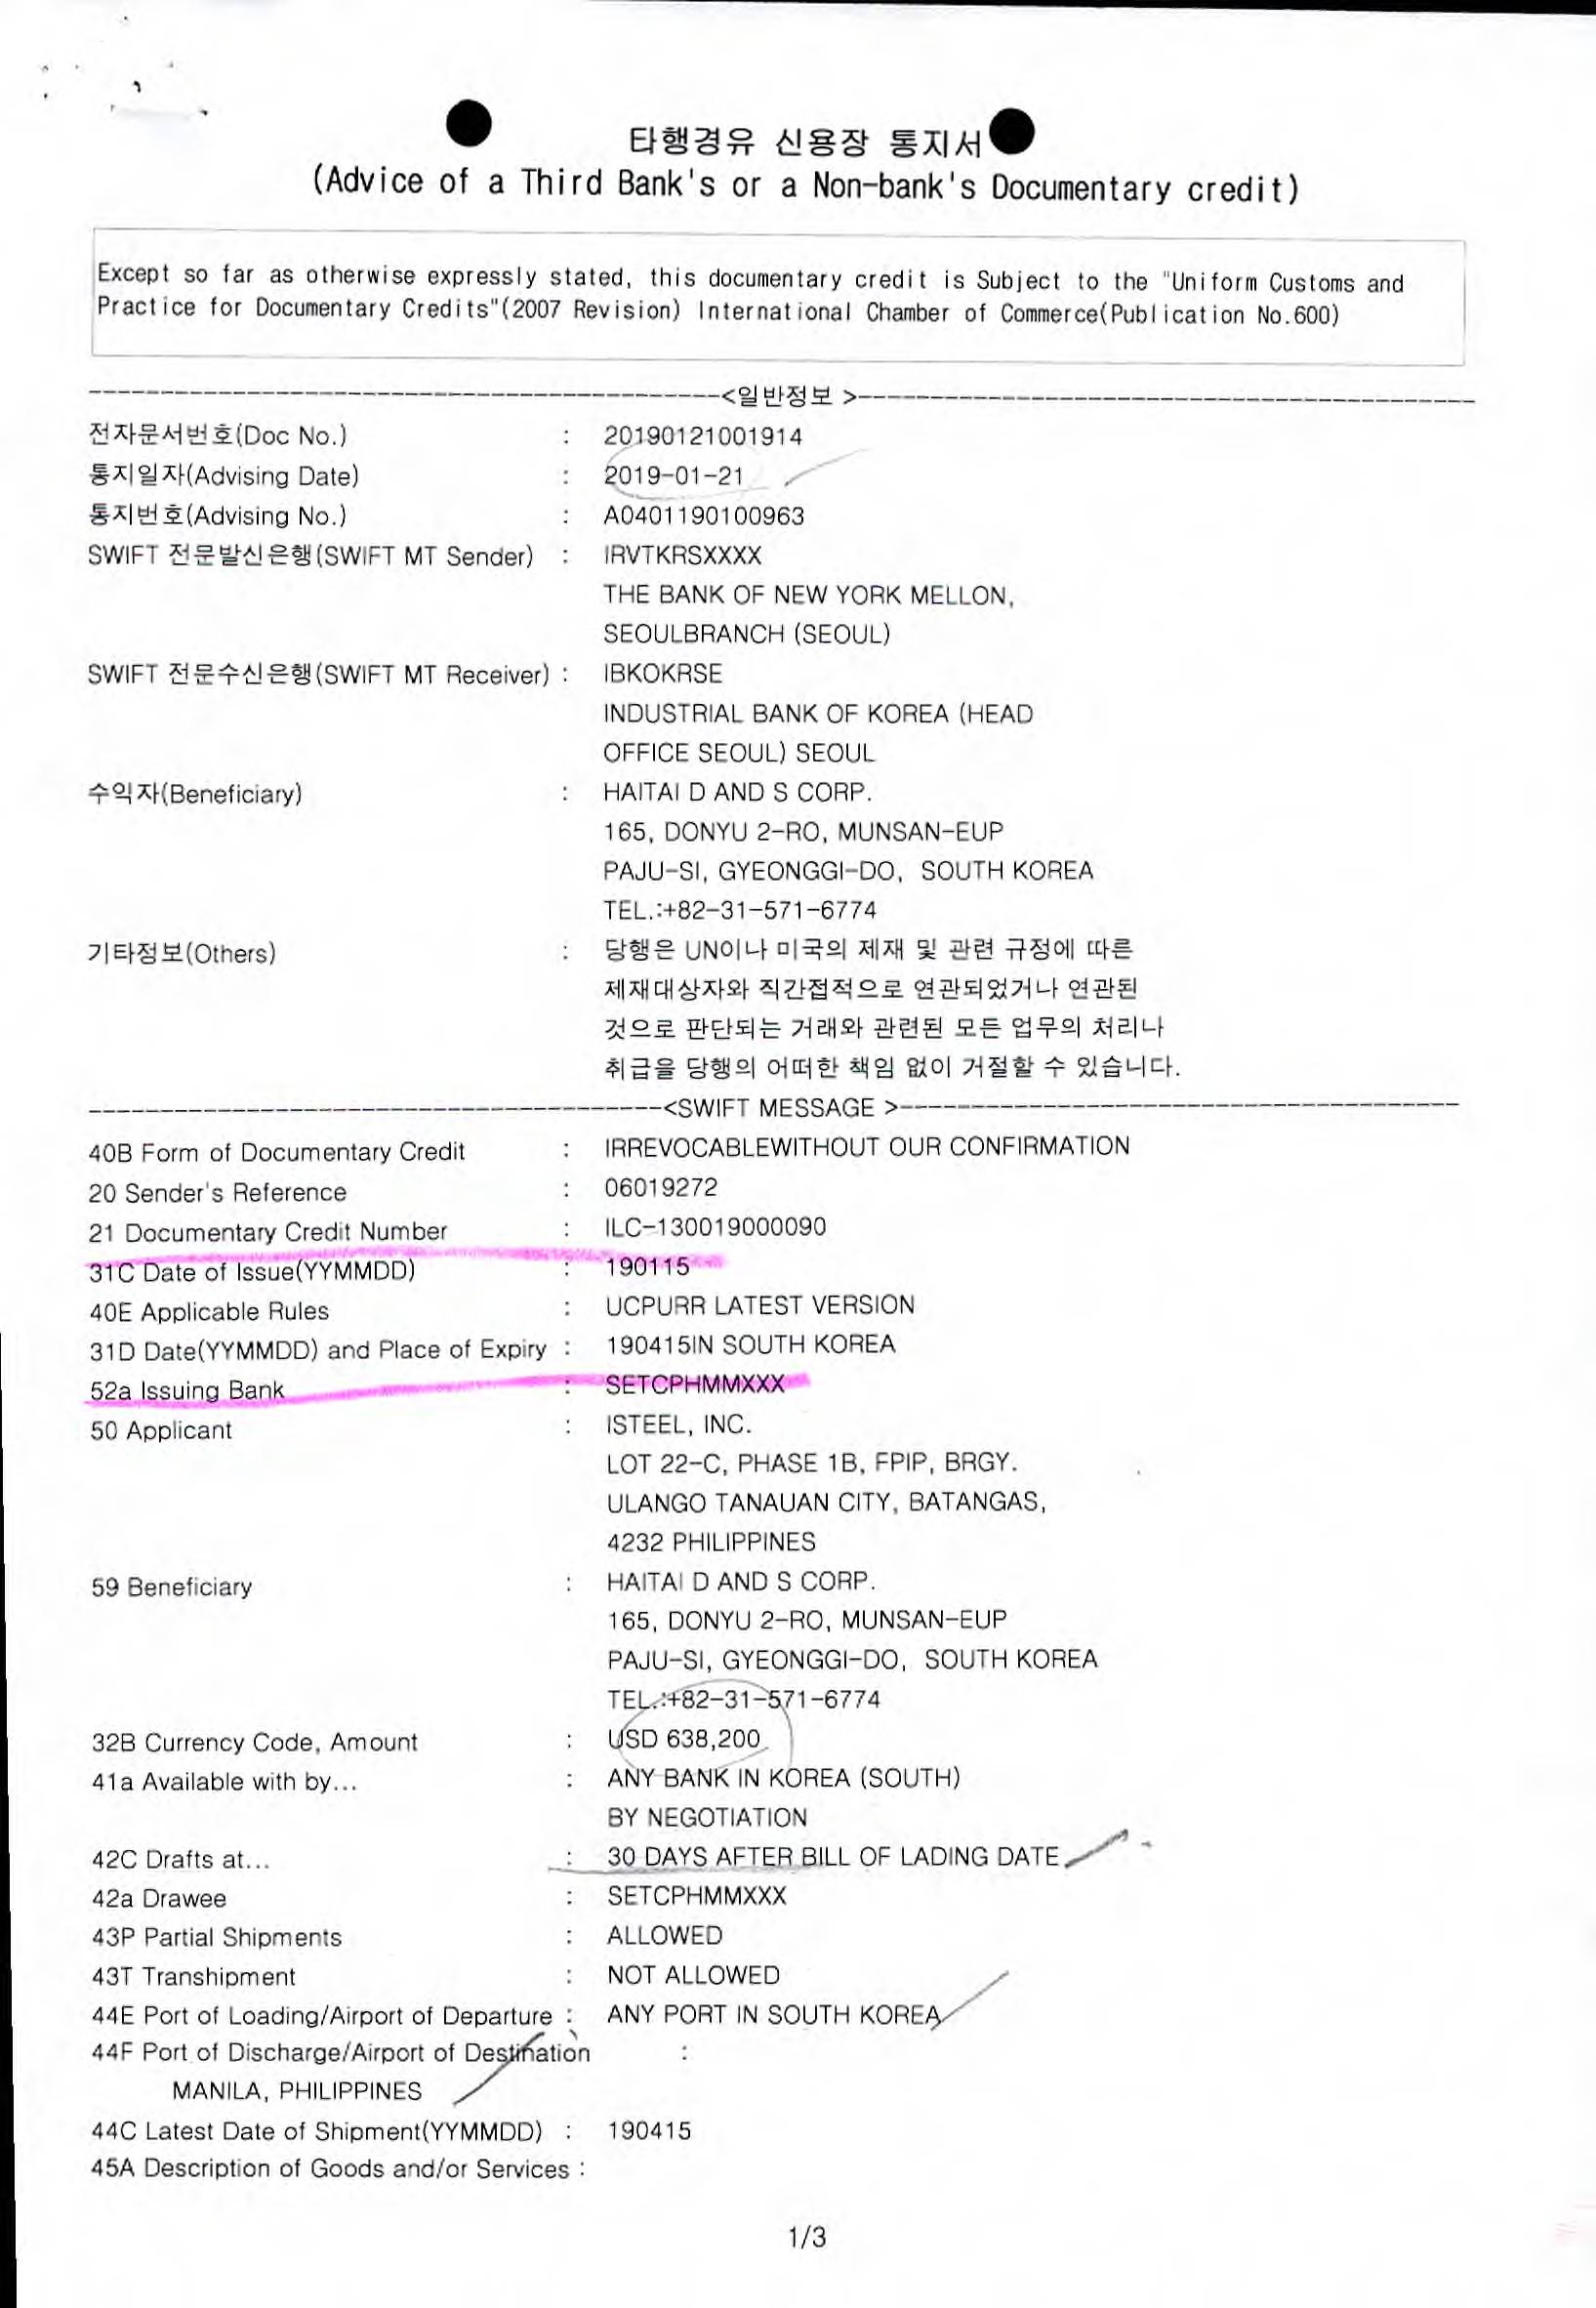 타행경유 신용장 통지서
(Advice of a Third Bank's or a Non-bank's Documentary credit)
Except so far as otherwise expressly stated, this documentary credit is Subject to the "Uniform Customs and
Practice for Documentary Credits"(2007 Revision) International Chamber of Commerce(Publication No.600)
<일반정보 >
전자문서번호(Doc No.) : 20190121001914
통지일자(Advising Date) : 2019-01-21
통지번호(Advising No.) : A0401190100963
SWIFT 전문발신은행(SWIFT MT Sender) : IRVTKRSXXXX
THE BANK OF NEW YORK MELLON,
SEOULBRANCH (SEOUL)
SWIFT 전문수신은행(SWIFT MT Receiver) : IBKOKRSE
INDUSTRIAL BANK OF KOREA (HEAD
OFFICE SEOUL) SEOUL
수익자(Beneficiary) : HAITAI D AND S CORP.
165, DONYU 2-RO, MUNSAN-EUP
PAJU-SI, GYEONGGI-DO, SOUTH KOREA
TEL.:+82-31-571-6774
기타정보(Others) : 당행은 UN이나 미국의 제재 및 관련 규정에 따른
제재대상자와 직간접적으로 연관되었거나 연관된
것으로 판단되는 거래와 관련된 모든 업무의 처리나
취급을 당행의 어떠한 책임 없이 거절할 수 있습니다.
<SWIFT MESSAGE >
40B Form of Documentary Credit : IRREVOCABLEWITHOUT OUR CONFIRMATION
20 Sender's Reference : 06019272
21 Documentary Credit Number : ILC-130019000090
31C Date of Issue(YYMMDD) : 190115
40E Applicable Rules : UCPURR LATEST VERSION
31D Date(YYMMDD) and Place of Expiry : 190415IN SOUTH KOREA
52a Issuing Bank : SETCPHMMXXX
50 Applicant : ISTEEL, INC.
LOT 22-C, PHASE 1B, FPIP, BRGY.
ULANGO TANAUAN CITY, BATANGAS,
4232 PHILIPPINES
59 Beneficiary : HAITAI D AND S CORP.
165, DONYU 2-RO, MUNSAN-EUP
PAJU-SI, GYEONGGI-DO, SOUTH KOREA
TEL.:+82-31-571-6774
32B Currency Code, Amount : USD 638,200
41a Available with by... : ANY BANK IN KOREA (SOUTH)
BY NEGOTIATION
42C Drafts at... : 30 DAYS AFTER BILL OF LADING DATE
42a Drawee : SETCPHMMXXX
43P Partial Shipments : ALLOWED
43T Transhipment : NOT ALLOWED
44E Port of Loading/Airport of Departure : ANY PORT IN SOUTH KOREA
44F Port of Discharge/Airport of Destination :
MANILA, PHILIPPINES
44C Latest Date of Shipment(YYMMDD) : 190415
45A Description of Goods and/or Services :
1/3